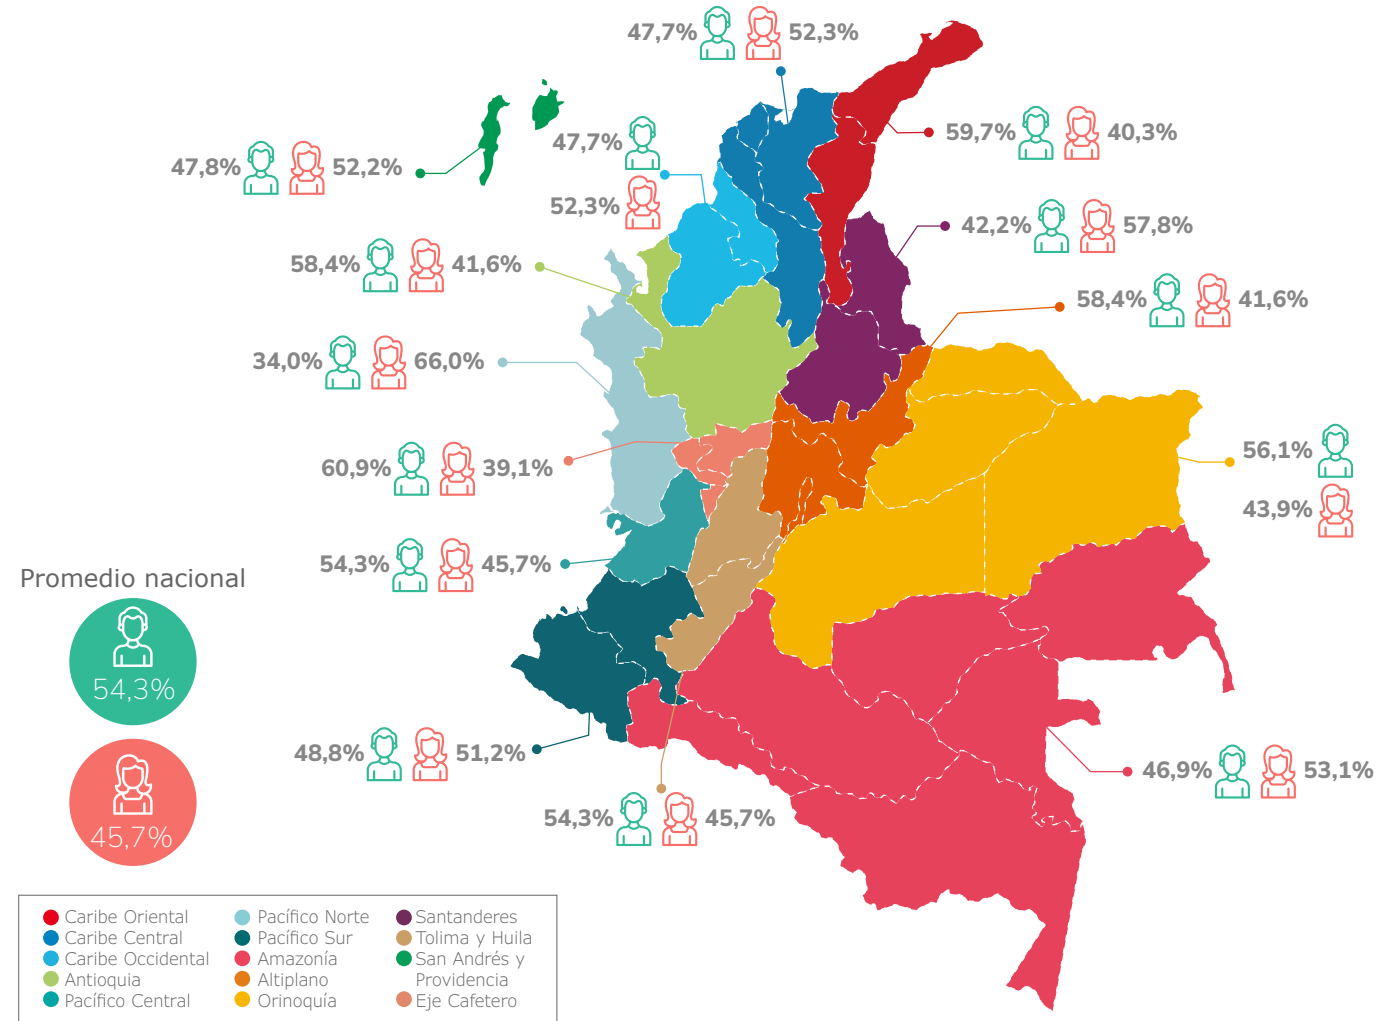 47,7% 52,3%
47,7%
52,3%
59,7% 40,3%
47,8% 52,2%
42,2% 57,8%
58,4% 41,6%
58,4% 41,6%
34,0% 66,0%
60,9% 39,1%
56,1%
43,9%
54,3% 45,7%
Promedio nacional
54,3%
45,7%
48,8% 51,2%
46,9% 53,1%
54,3% 45,7%
Caribe Oriental
Caribe Central
Caribe Occidental
Antioquia
Pacífico Central
Pacífico Norte
Pacífico Sur
Amazonía
Altiplano
Orinoquía
Santanderes
Tolima y Huila
San Andrés y
Providencia
Eje Cafetero